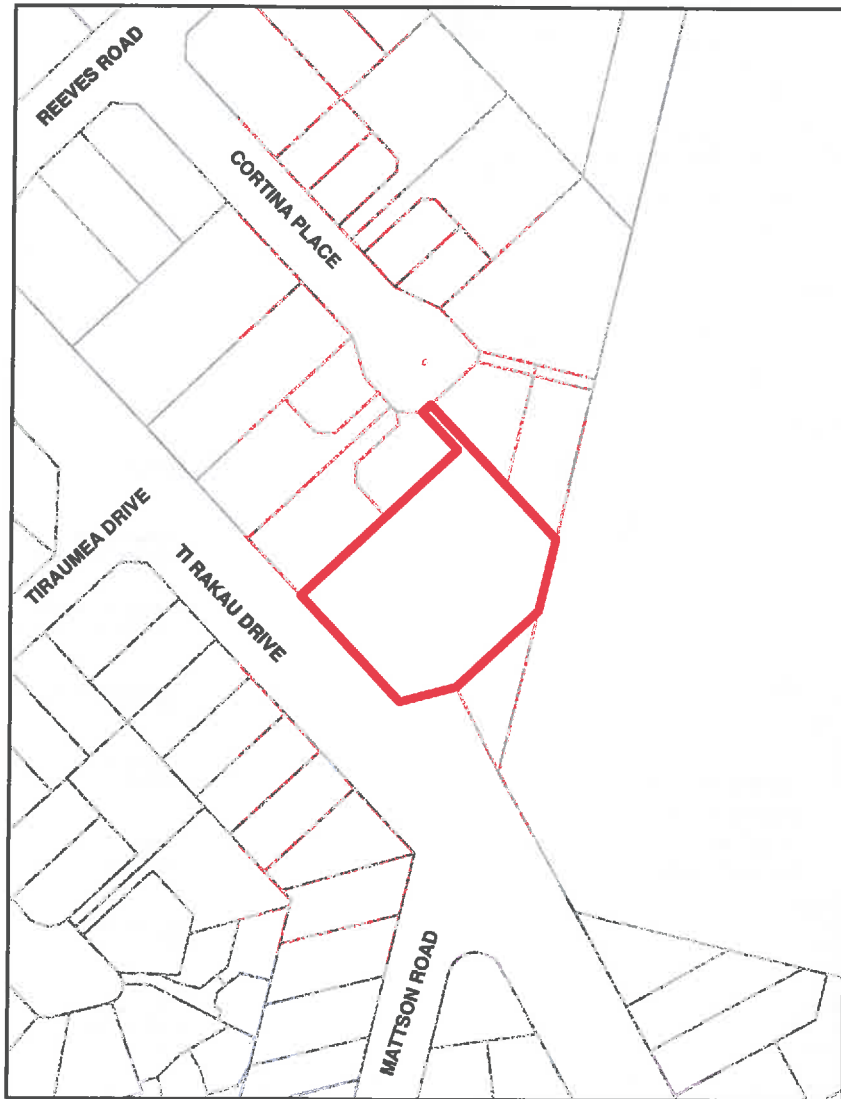 REEVES ROAD
CORTINA PLACE
TIRAUMEA DRIVE
TI RAKAU DRIVE
MATTSON ROAD